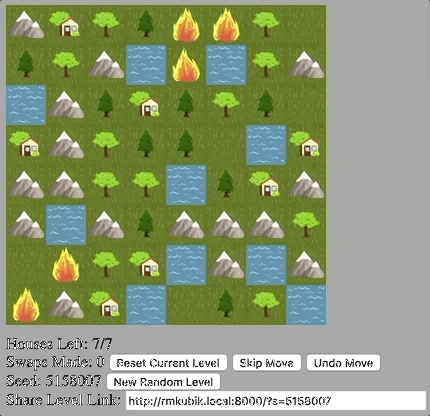 Houses Left: 7/7
Swaps Made: 0 Reset Current Level Skip Move Undo Move
Seed: 5158007 New Random Level
Share Level Link: http://rmkubik.local:8000/?s=5158007